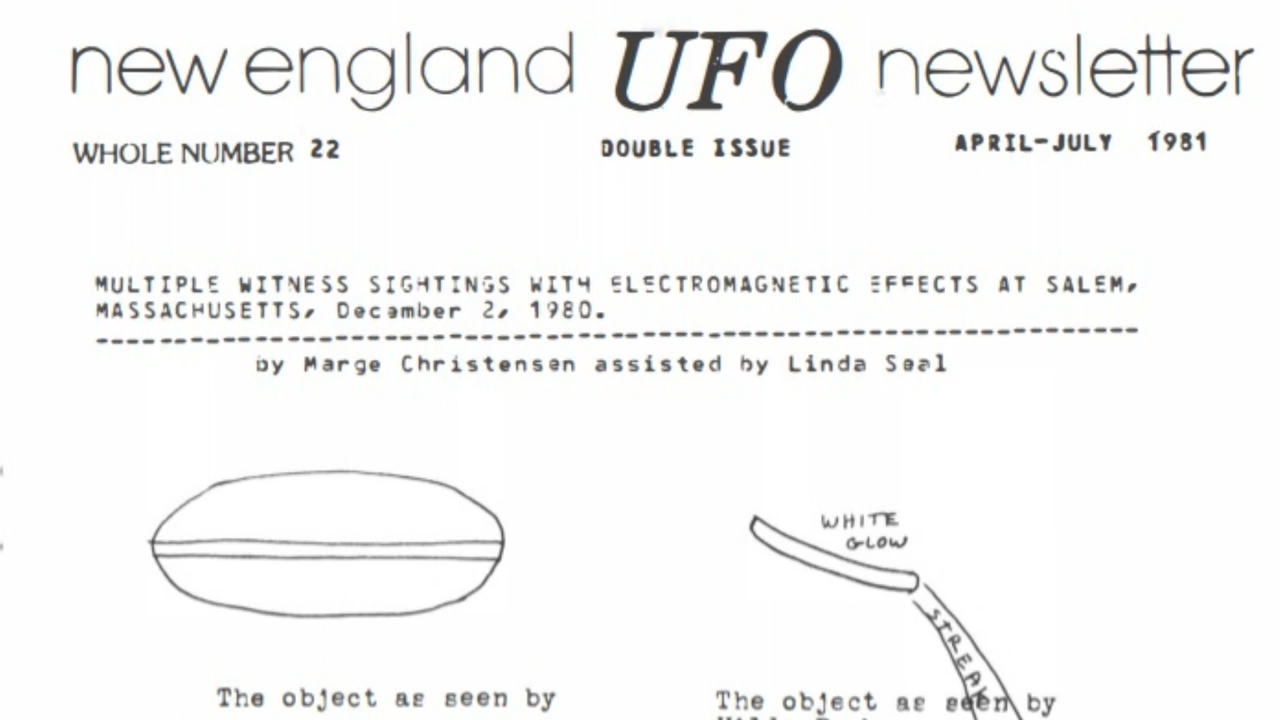 new england UFO newsletter
WHOLE NUMBER 22 DOUBLE ISSUE APRIL-JULY 1981
MULTIPLE WITNESS SIGHTINGS WITH ELECTROMAGNETIC EFFECTS AT SALEM,
MASSACHUSETTS, December 2, 1980.
by Marge Christensen assisted by Linda Seal
WHITE
GLOW
STREAK
The object as seen by
The object as seen by